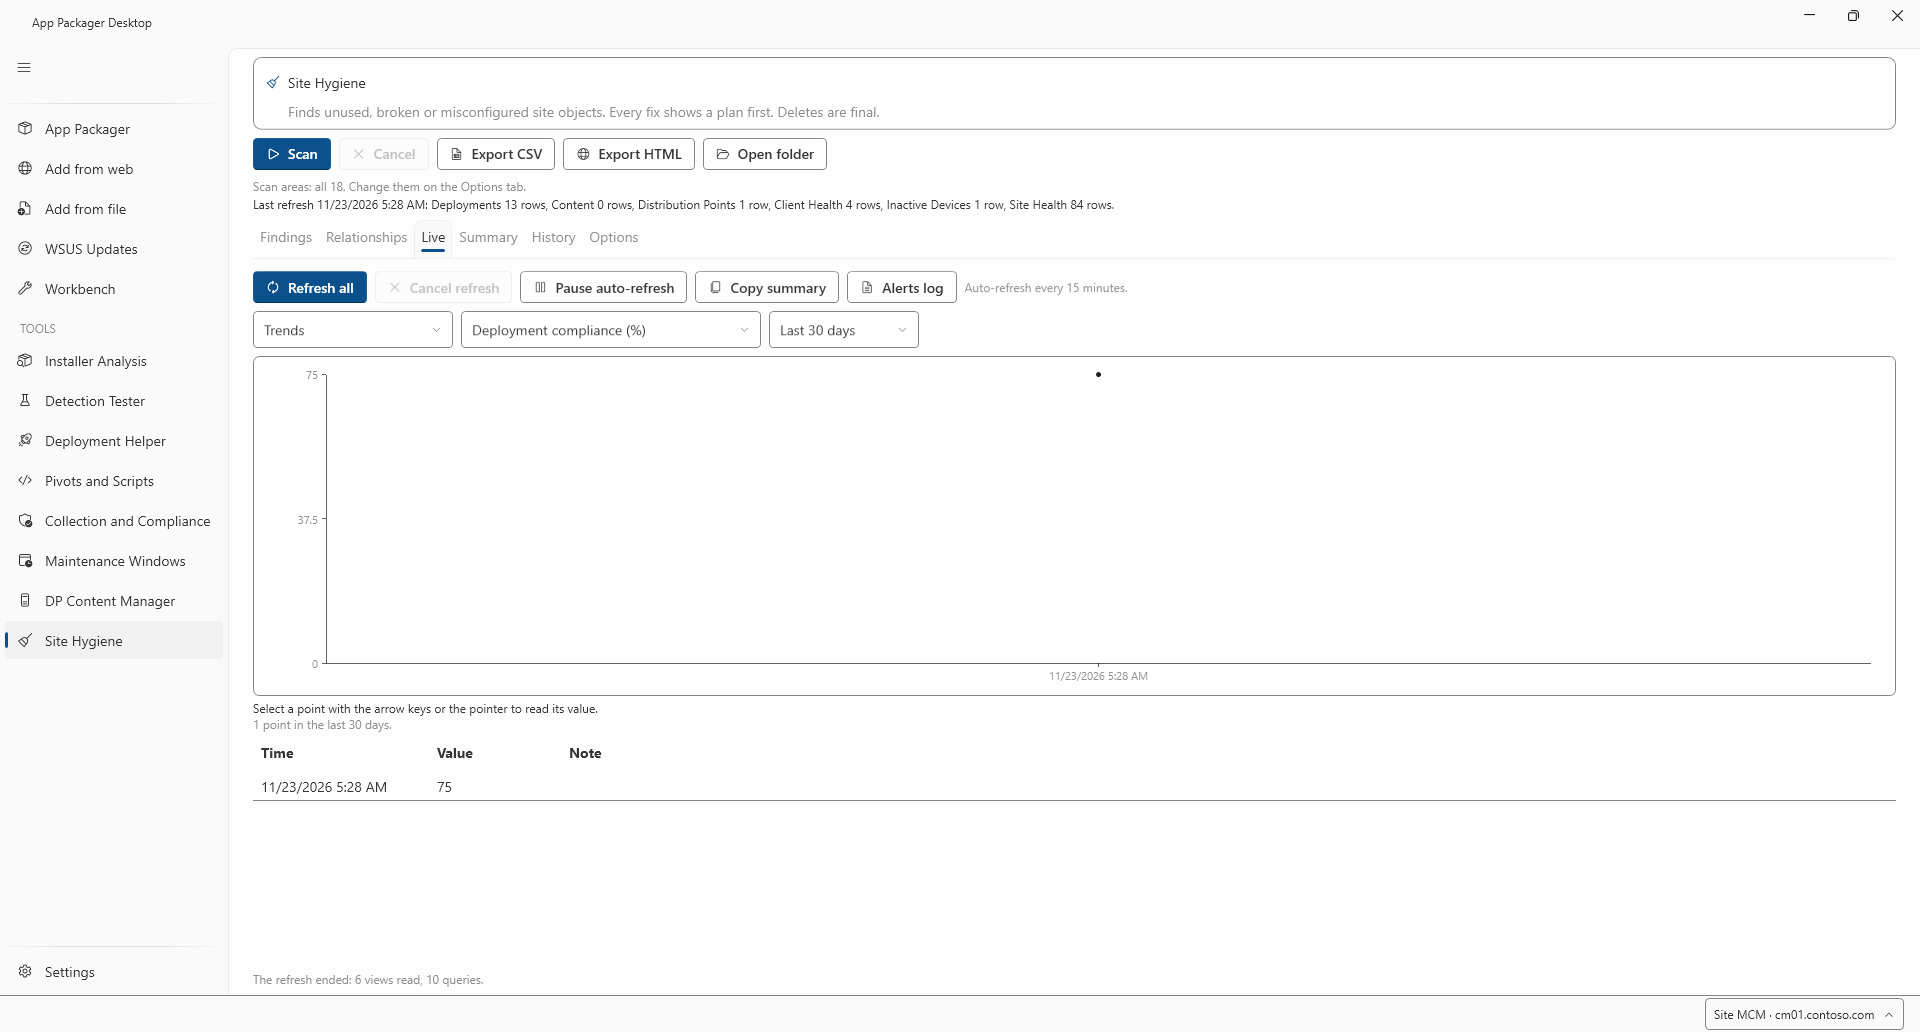 App Packager Desktop
Site Hygiene
Finds unused, broken or misconfigured site objects. Every fix shows a plan first. Deletes are final.
App Packager
Add from web
Add from file
WSUS Updates
Workbench
TOOLS
Installer Analysis
Detection Tester
Deployment Helper
Pivots and Scripts
Collection and Compliance
Maintenance Windows
DP Content Manager
Site Hygiene
Settings
Scan Cancel Export CSV Export HTML Open folder
Scan areas: all 18. Change them on the Options tab.
Last refresh 11/23/2026 5:28 AM: Deployments 13 rows, Content 0 rows, Distribution Points 1 row, Client Health 4 rows, Inactive Devices 1 row, Site Health 84 rows.
Findings Relationships Live Summary History Options
Refresh all Cancel refresh Pause auto-refresh Copy summary Alerts log Auto-refresh every 15 minutes.
Trends Deployment compliance (%) Last 30 days
75
37.5
0
11/23/2026 5:28 AM
Select a point with the arrow keys or the pointer to read its value.
1 point in the last 30 days.
Time Value Note
11/23/2026 5:28 AM 75
The refresh ended: 6 views read, 10 queries.
Site MCM · cm01.contoso.com